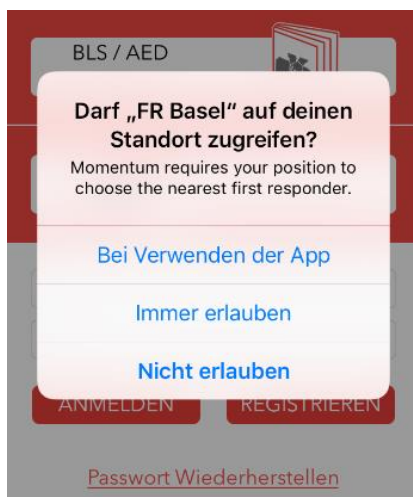 BLS / AED
Darf „FR Basel“ auf deinen
Standort zugreifen?
Momentum requires your position to
choose the nearest first responder.
Bei Verwenden der App
Immer erlauben
Nicht erlauben
ANMELDEN REGISTRIEREN
Passwort Wiederherstellen